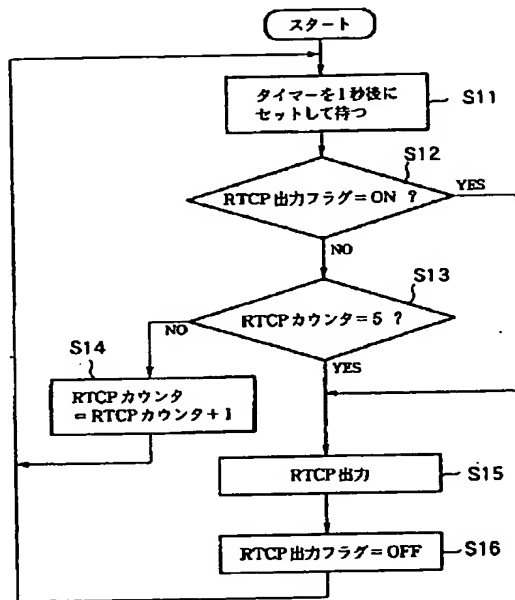 スタート
タイマーを1秒後に
セットして持つ
S11
S12
RTCP出力フラグ=ON ?
YES
NO
S13
RTCPカウンタ=5 ?
NO
YES
S14
RTCPカウンタ
=RTCPカウンタ+1
RTCP出力
S15
RTCP出力フラグ=OFF
S16